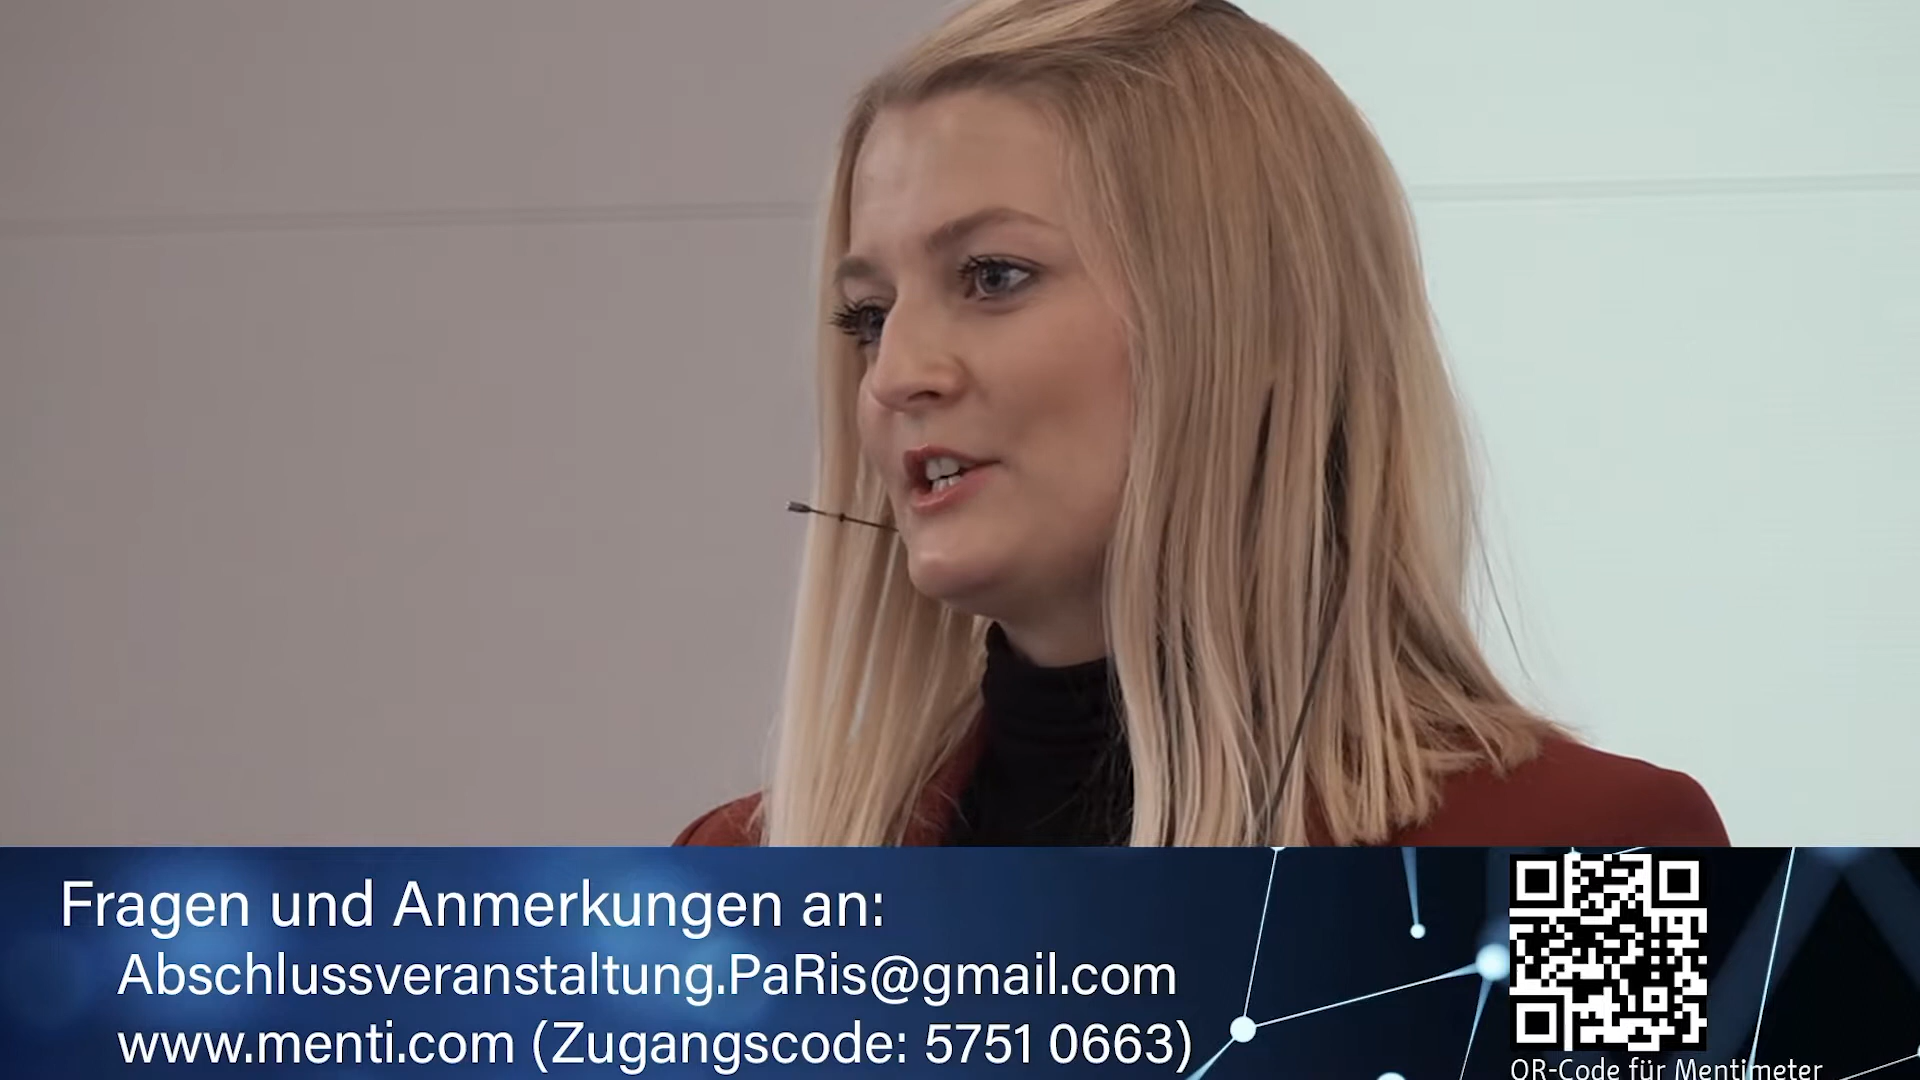 Fragen und Anmerkungen an:
Abschlussveranstaltung.PaRis@gmail.com
www.menti.com (Zugangscode: 5751 0663)
QR-Code für Mentimeter